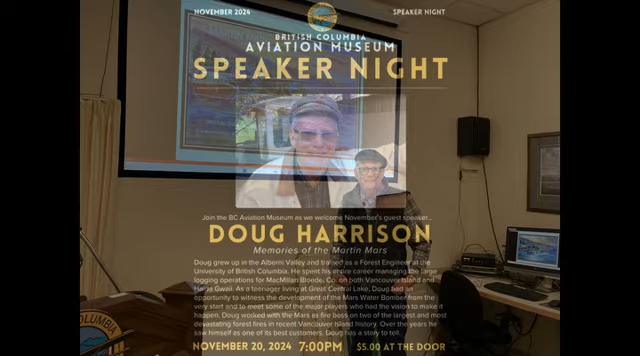 NOVEMBER 2024
SPEAKER NIGHT
BRITISH COLUMBIA
AVIATION MUSEUM
SPEAKER NIGHT
Join the BC Aviation Museum as we welcome November's guest speaker...
DOUG HARRISON
Memories of the Martin Mars
Doug grew up in the Alberni Valley and trained as a Forest Engineer at the
University of British Columbia. He spent his entire career managing the large
logging operations for MacMillan Bloedel Co. on both Vancouver Island and
Haida Gwaii. As a teenager living at Great Central Lake, Doug had an
opportunity to witness the development of the Mars Water Bomber from the
very start and to meet some of the major players who had the vision to make it
happen. Doug worked with the Mars as fire boss on two of the largest and most
devastating forest fires in recent Vancouver Island history. Over the years he
saw himself as one of its best customers. Doug has a story to tell.
NOVEMBER 20, 2024 7:00PM $5.00 AT THE DOOR
COLUMBIA